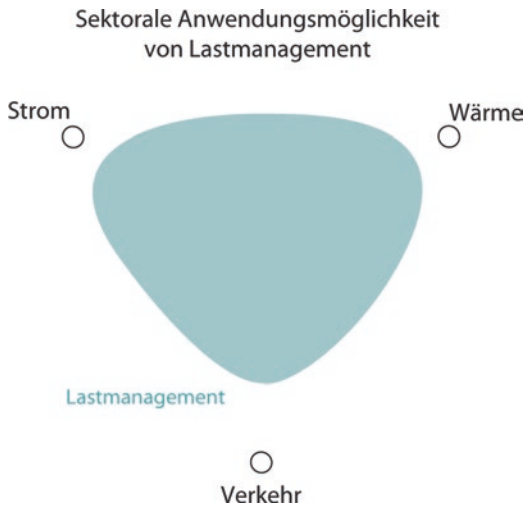 Sektorale Anwendungsmöglichkeit
von Lastmanagement
Strom
Wärme
Lastmanagement
Verkehr